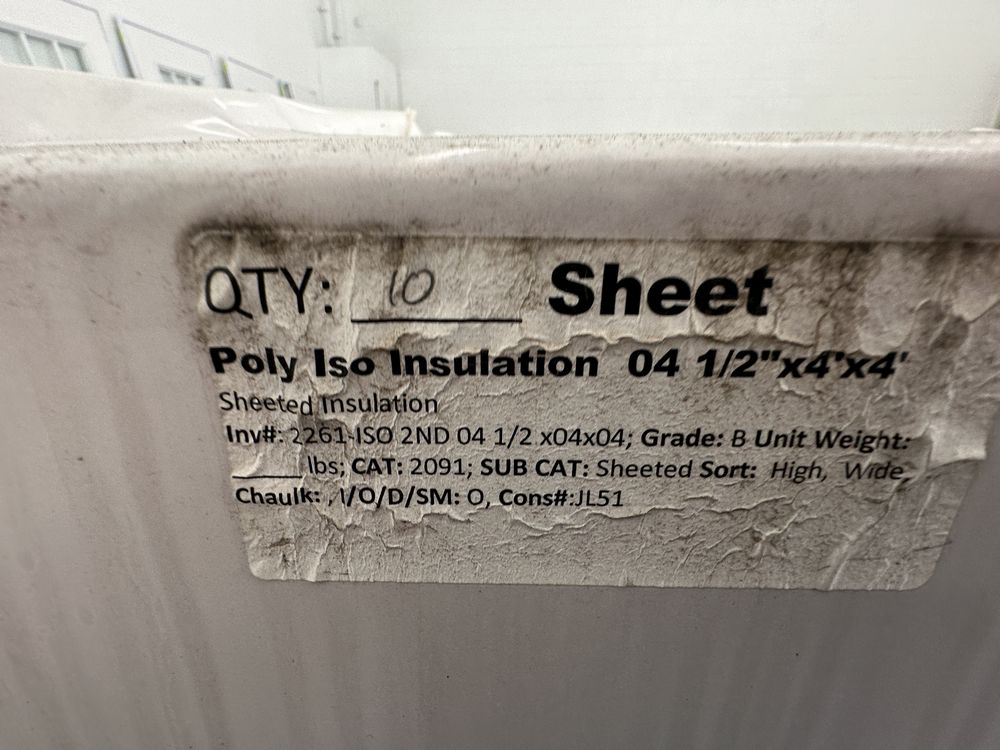 QTY: 10 Sheet
Poly Iso Insulation 04 1/2"x4'x4'
Sheeted Insulation
Inv#: 2261-ISO 2ND 04 1/2 x04x04; Grade: B Unit Weight:
____ lbs; CAT: 2091; SUB CAT: Sheeted Sort: High, Wide,
Chaulk: , I/O/D/SM: O, Cons#:JL51